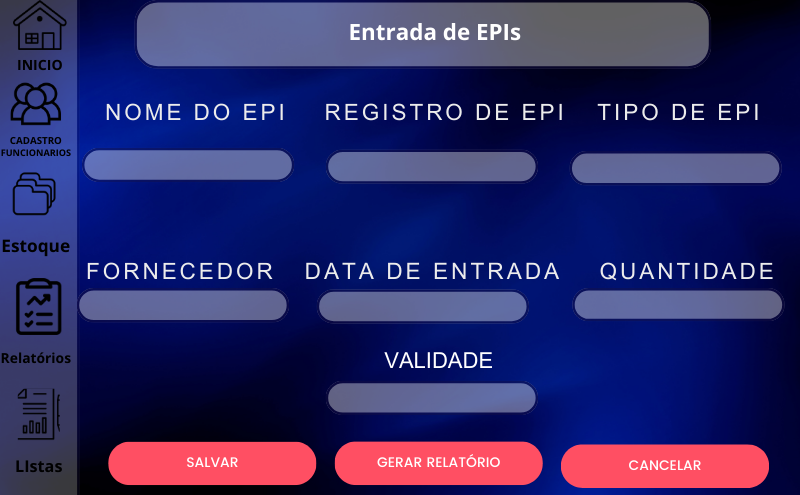 Entrada de EPIs
INICIO
CADASTRO
FUNCIONARIOS
Estoque
Relatórios
LIstas
NOME DO EPI
REGISTRO DE EPI
TIPO DE EPI
FORNECEDOR
DATA DE ENTRADA
QUANTIDADE
VALIDADE
SALVAR
GERAR RELATÓRIO
CANCELAR